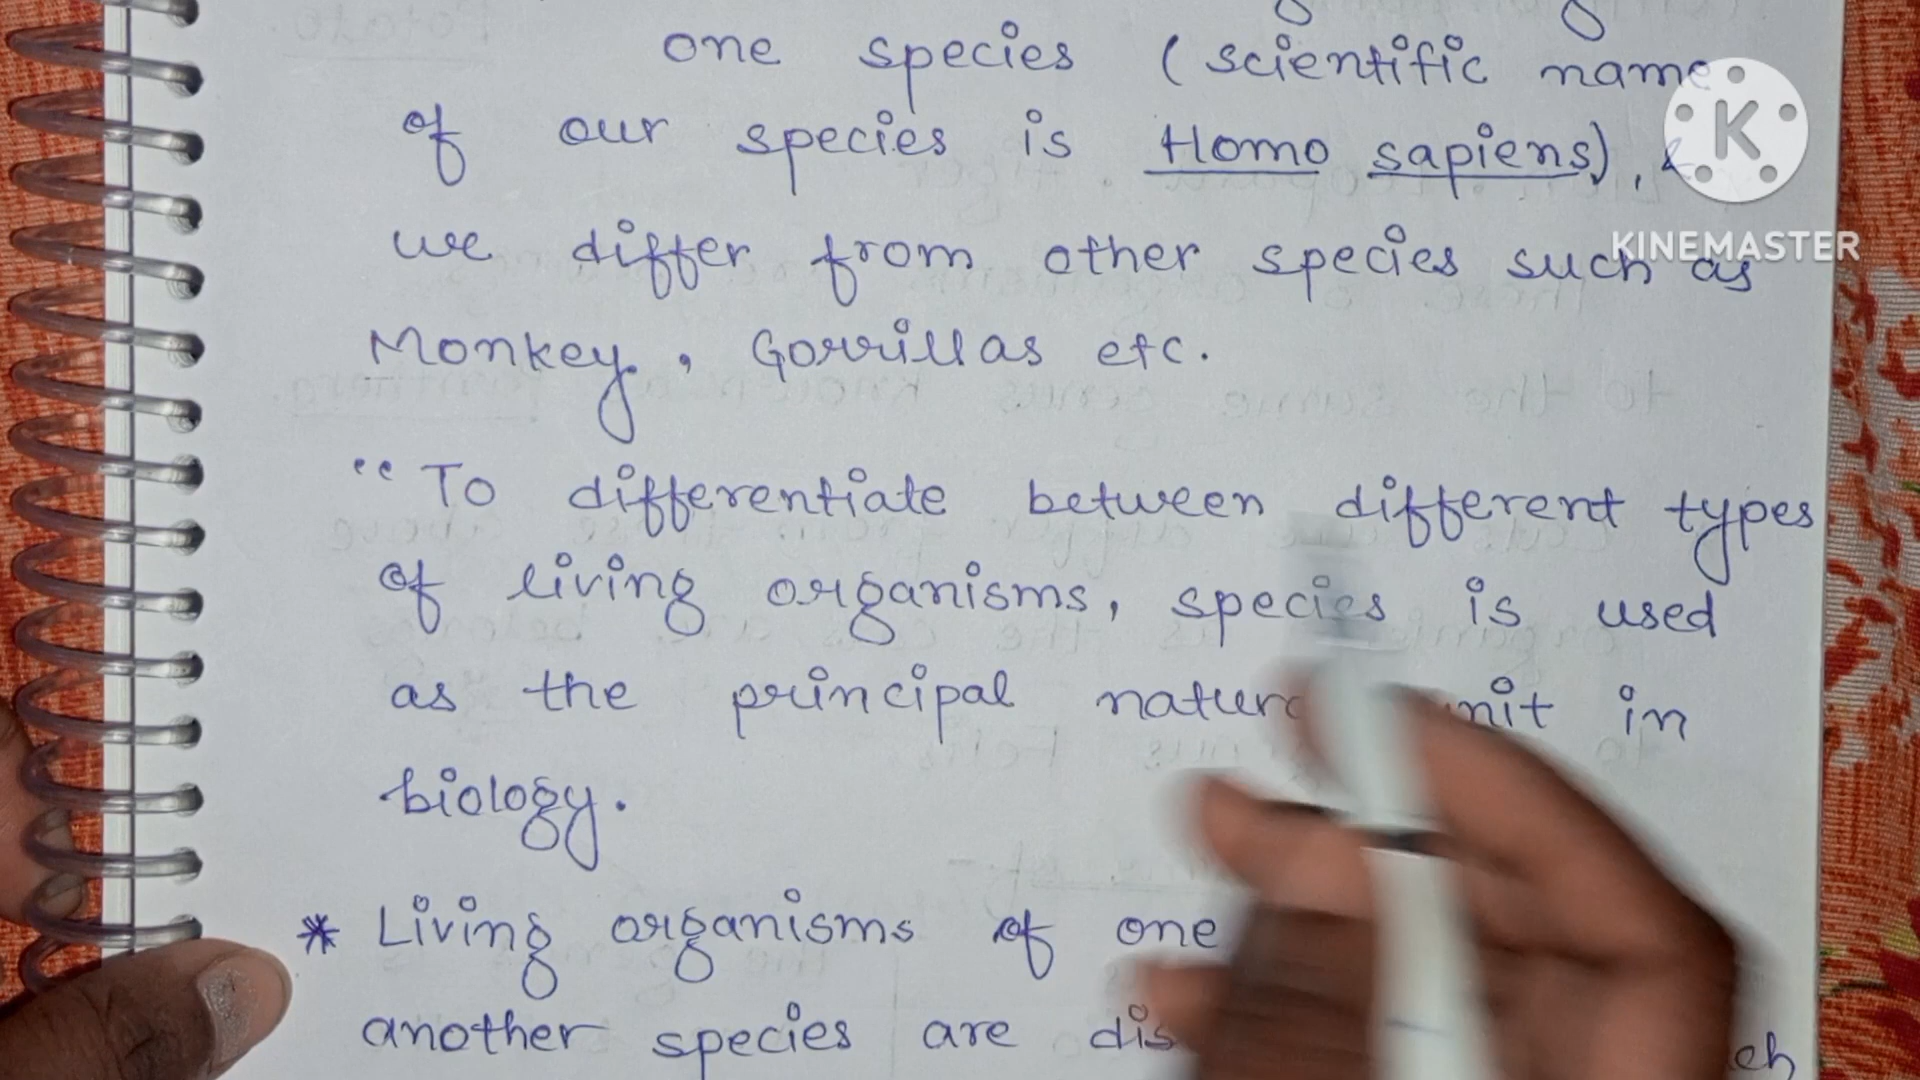 one species (scientific name
of our species is Homo sapiens), &
we differ from other species such as
Monkey, Gorrillas etc.
"To differentiate between different types
of living organisms, species is used
as the principal unit in
biology.
* Living organisms of one
another species are
K
KINEMASTER